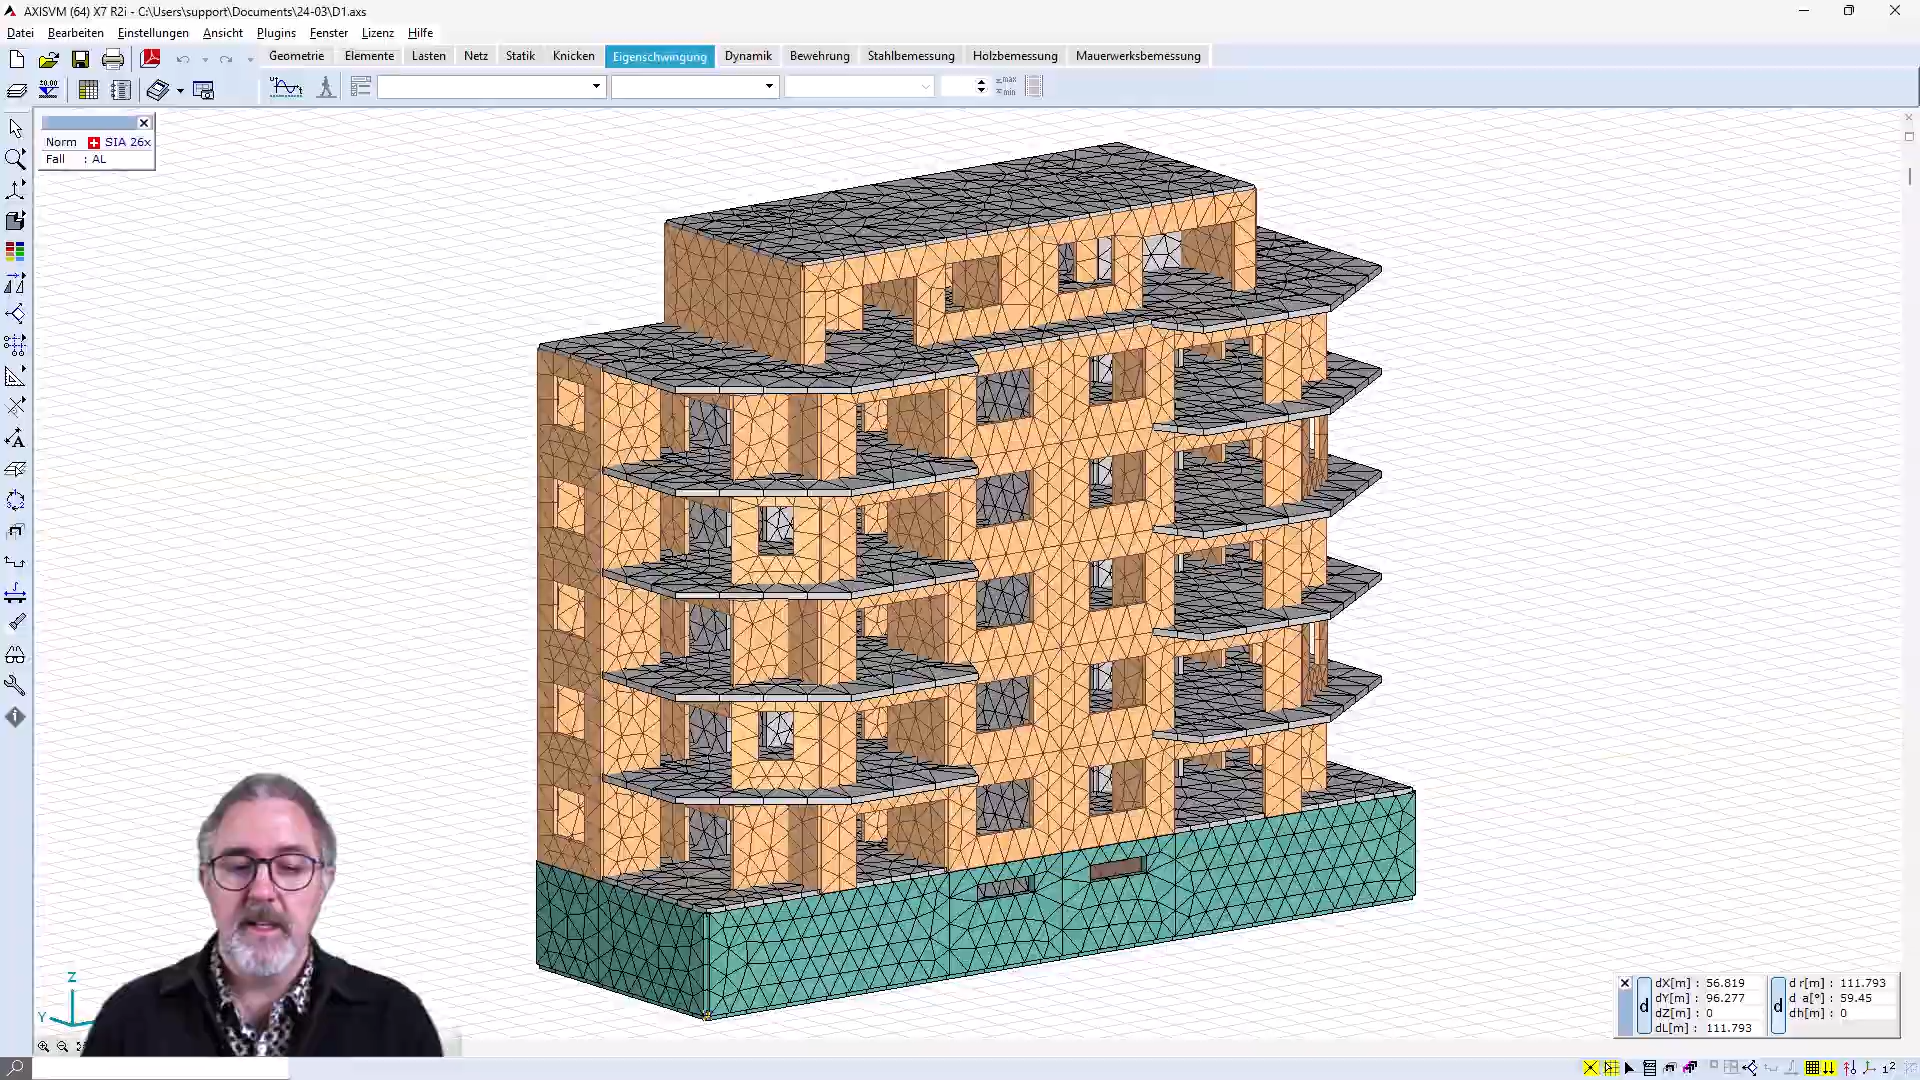 AXISVM (64) X7 R2i - C:\Users\support\Documents\24-03\D1.axs
Datei Bearbeiten Einstellungen Ansicht Plugins Fenster Lizenz Hilfe
Geometrie Elemente Lasten Netz Statik Knicken Eigenschwingung Dynamik Bewehrung Stahlbemessung Holzbemessung Mauerwerksbemessung
max
min
Norm SIA 26x
Fall : AL
Z
Y
dX[m] : 56.819
dY[m] : 96.277
dZ[m] : 0
dL[m] : 111.793
d
d r[m] : 111.793
d a[°] : 59.45
dh[m] : 0
d